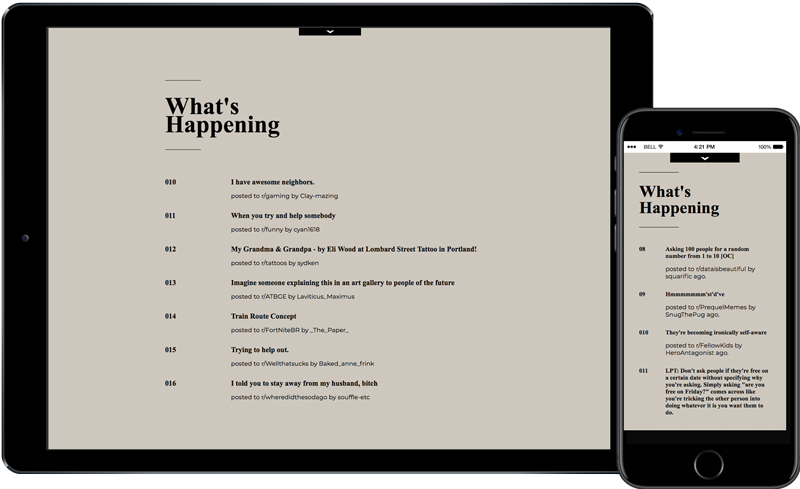 What's
Happening
010 I have awesome neighbors.
posted to r/gaming by Clay-mazing
011 When you try and help somebody
posted to r/funny by cyan1618
012 My Grandma & Grandpa - by Eli Wood at Lombard Street Tattoo in Portland!
posted to r/tattoos by sydken
013 Imagine someone explaining this in an art gallery to people of the future
posted to r/ATBGE by Laviticus_Maximus
014 Train Route Concept
posted to r/FortNiteBR by _The_Paper_
015 Trying to help out.
posted to r/Wellthatsucks by Baked_anne_frink
016 I told you to stay away from my husband, bitch
posted to r/wheredidthesodago by souffle-etc
BELL 4:21 PM 100%
What's
Happening
08 Asking 100 people for a random
number from 1 to 10 [OC]
posted to r/dataisbeautiful by
squarific ago.
09 Hmmmmmmm'st'd've
posted to r/PrequelMemes by
SnugThePug ago.
010 They're becoming ironically self-aware
posted to r/FellowKids by
HeroAntagonist ago.
011 LPT: Don't ask people if they're free on
a certain date without specifying why
you're asking. Simply asking "are you
free on Friday?" comes across like
you're tricking the other person into
doing whatever it is you want them to
do.